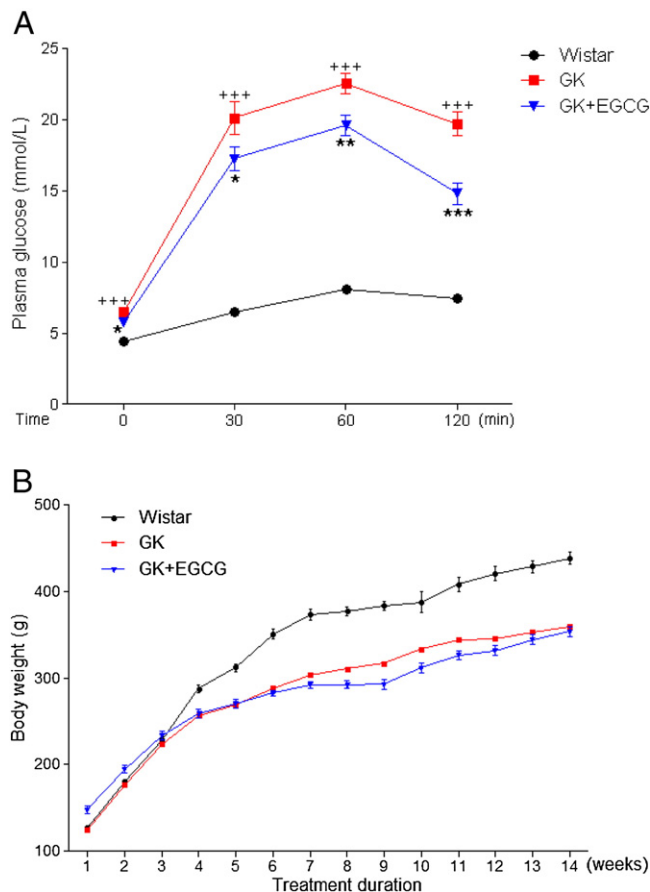 A
Plasma glucose (mmol/L)
25
20
15
10
5
0
+++
+++
+++
+++
*
*
**
***
Wistar
GK
GK+EGCG
Time 0 30 60 120 (min)
B
Body weight (g)
500
400
300
200
100
Wistar
GK
GK+EGCG
1 2 3 4 5 6 7 8 9 10 11 12 13 14 (weeks)
Treatment duration